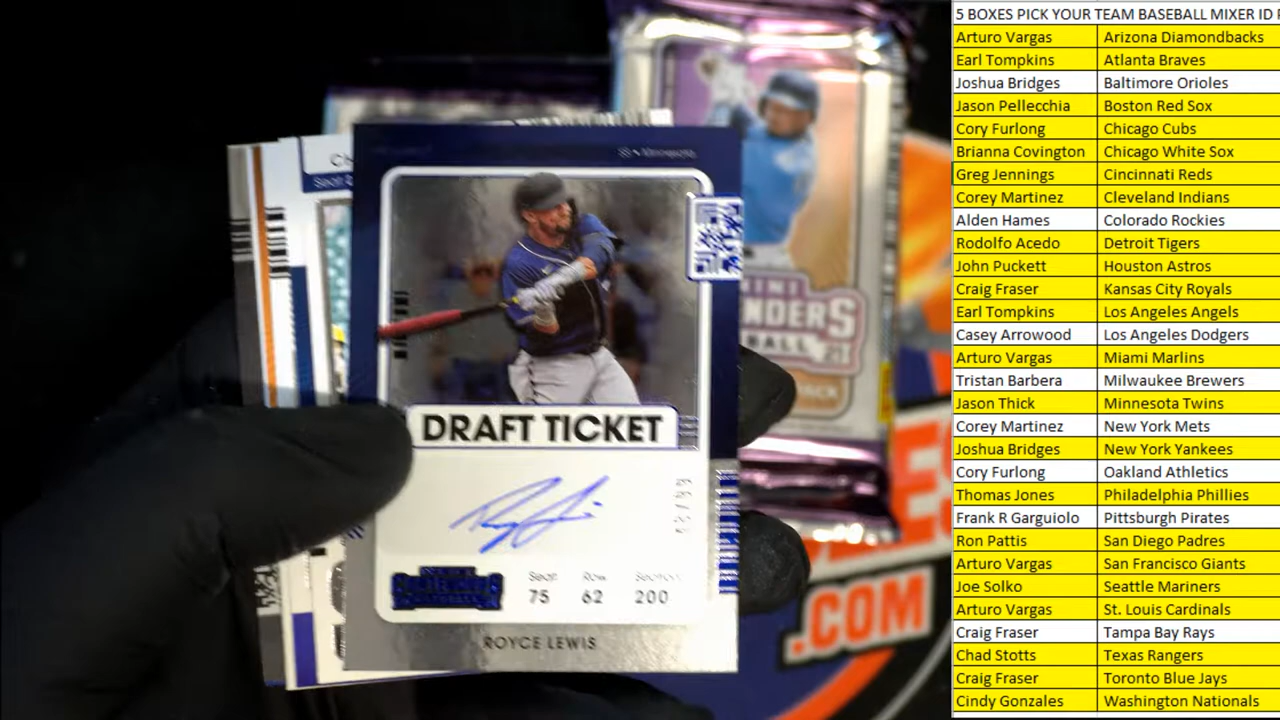 5 BOXES PICK YOUR TEAM BASEBALL MIXER ID
Arturo Vargas Arizona Diamondbacks
Earl Tompkins Atlanta Braves
Joshua Bridges Baltimore Orioles
Jason Pellecchia Boston Red Sox
Cory Furlong Chicago Cubs
Brianna Covington Chicago White Sox
Greg Jennings Cincinnati Reds
Corey Martinez Cleveland Indians
Alden Hames Colorado Rockies
Rodolfo Acedo Detroit Tigers
John Puckett Houston Astros
Craig Fraser Kansas City Royals
Earl Tompkins Los Angeles Angels
Casey Arrowood Los Angeles Dodgers
Arturo Vargas Miami Marlins
Tristan Barbera Milwaukee Brewers
Jason Thick Minnesota Twins
Corey Martinez New York Mets
Joshua Bridges New York Yankees
Cory Furlong Oakland Athletics
Thomas Jones Philadelphia Phillies
Frank R Garguiolo Pittsburgh Pirates
Ron Pattis San Diego Padres
Arturo Vargas San Francisco Giants
Joe Solko Seattle Mariners
Arturo Vargas St. Louis Cardinals
Craig Fraser Tampa Bay Rays
Chad Stotts Texas Rangers
Craig Fraser Toronto Blue Jays
Cindy Gonzales Washington Nationals
DRAFT TICKET
Seat Row Section
75 62 200
ROYCE LEWIS
.COM